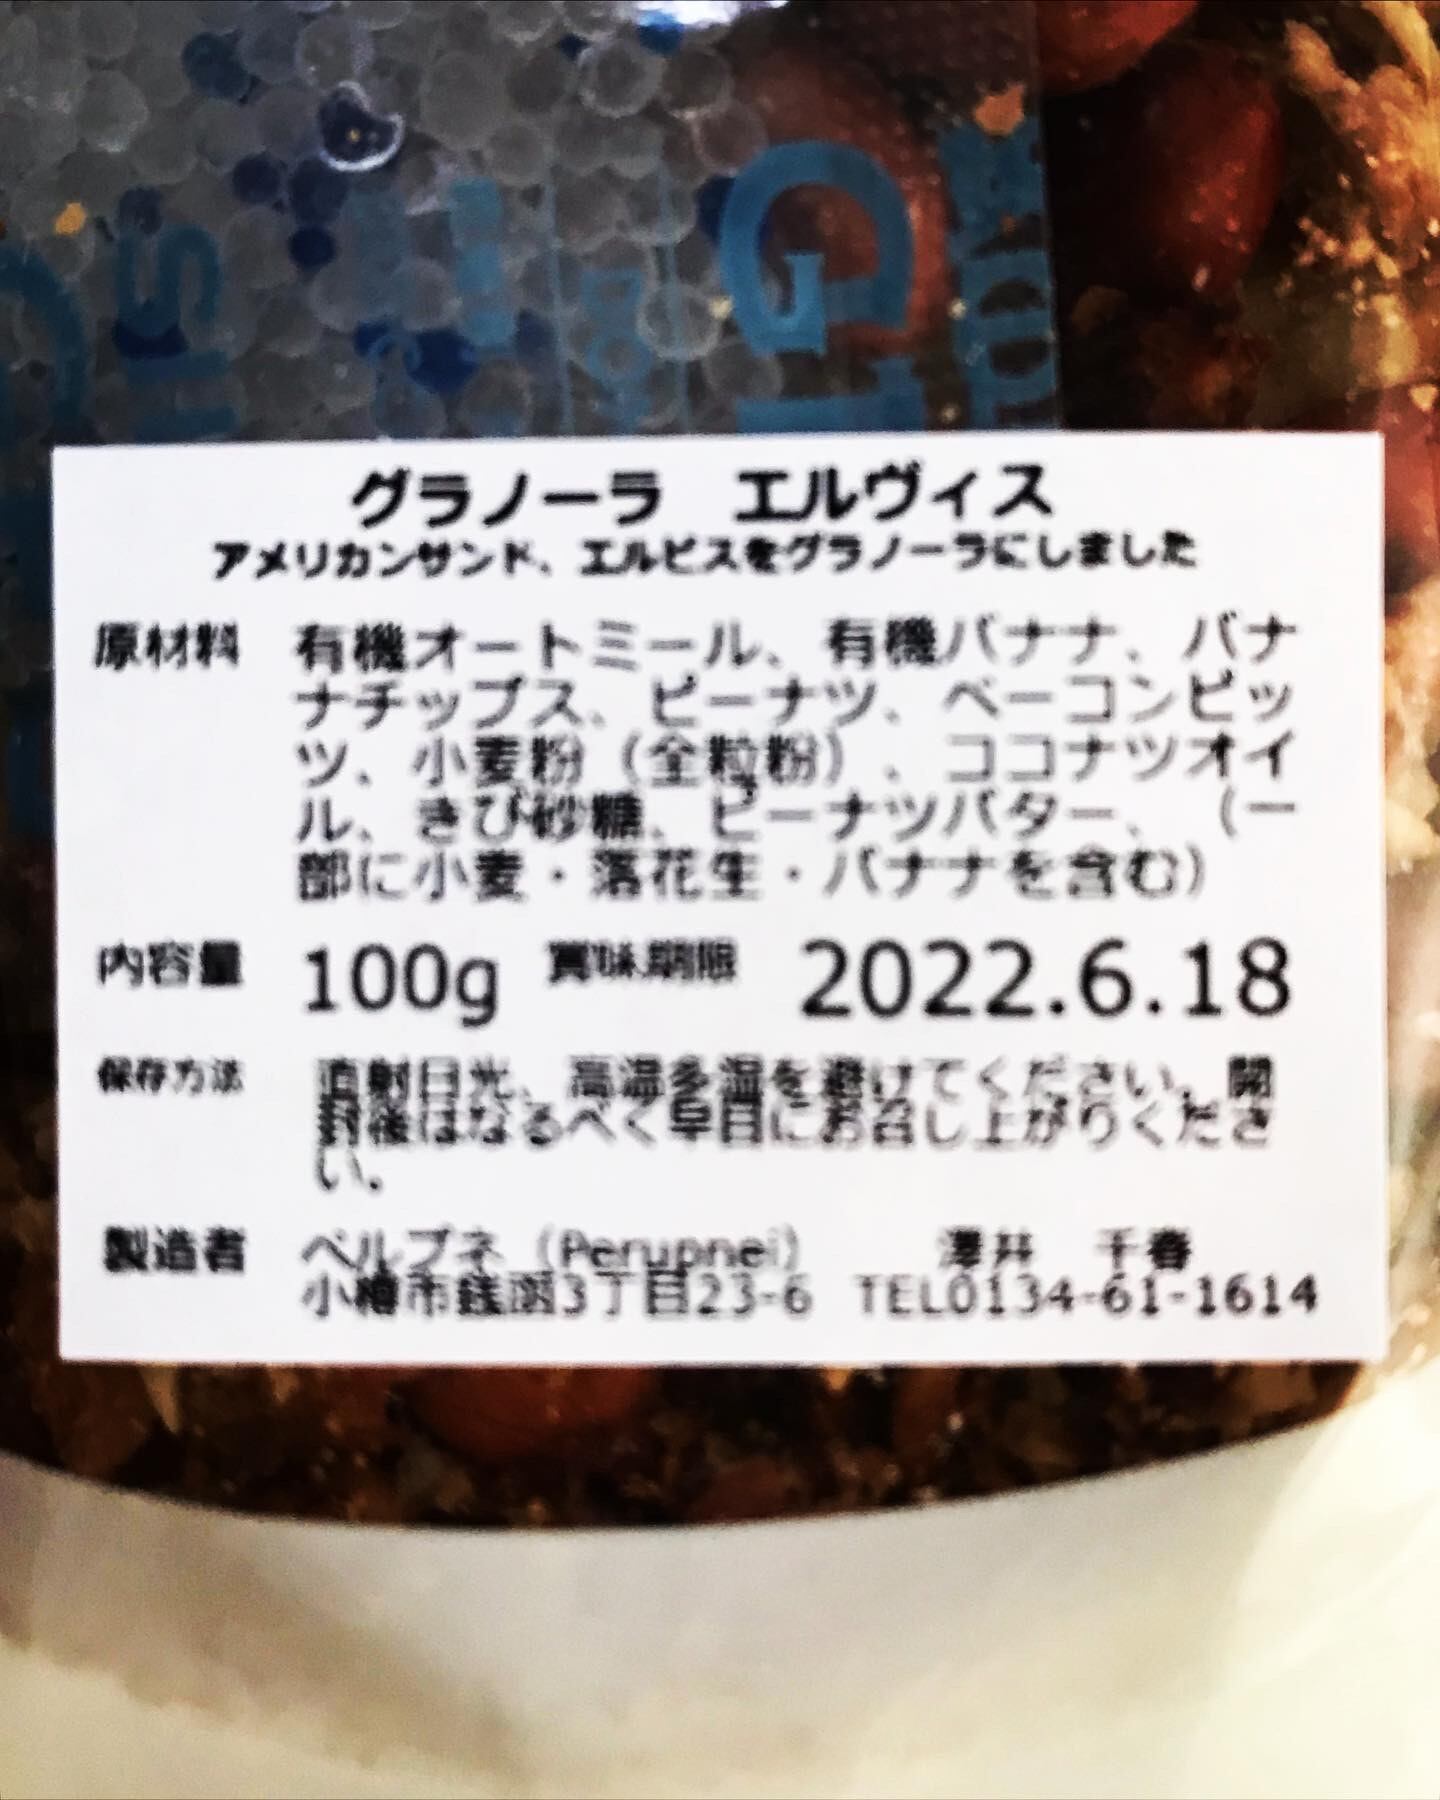 グラノーラ エルヴィス
アメリカンサンド、エルビスをグラノーラにしました
原材料 有機オートミール、有機バナナ、バナ
ナチップス、ピーナツ、ベーコンビッ
ツ、小麦粉（全粒粉）、ココナツオイ
ル、きび砂糖、ピーナツバター、（一
部に小麦・落花生・バナナを含む）
内容量 100g 賞味期限 2022.6.18
保存方法 直射日光、高温多湿を避けてください。開
封後はなるべく早目にお召し上がりくださ
い。
製造者 ペルプネ（Perupnei） 澤井 千春
小樽市銭函3丁目23-6 TEL0134-61-1614